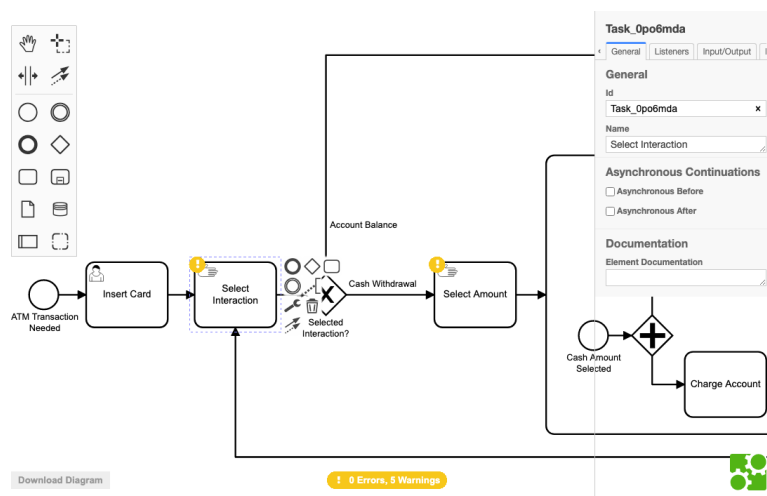 Task_0po6mda
General
Listeners
Input/Output
General
Id
Task_0po6mda
×
Name
Select Interaction
Asynchronous Continuations
Asynchronous Before
Asynchronous After
Documentation
Element Documentation
Account Balance
Insert Card
Select
Interaction
Cash Withdrawal
Select Amount
ATM Transaction
Needed
Selected
Interaction?
Cash Amount
Selected
Charge Account
Download Diagram
! 0 Errors, 5 Warnings